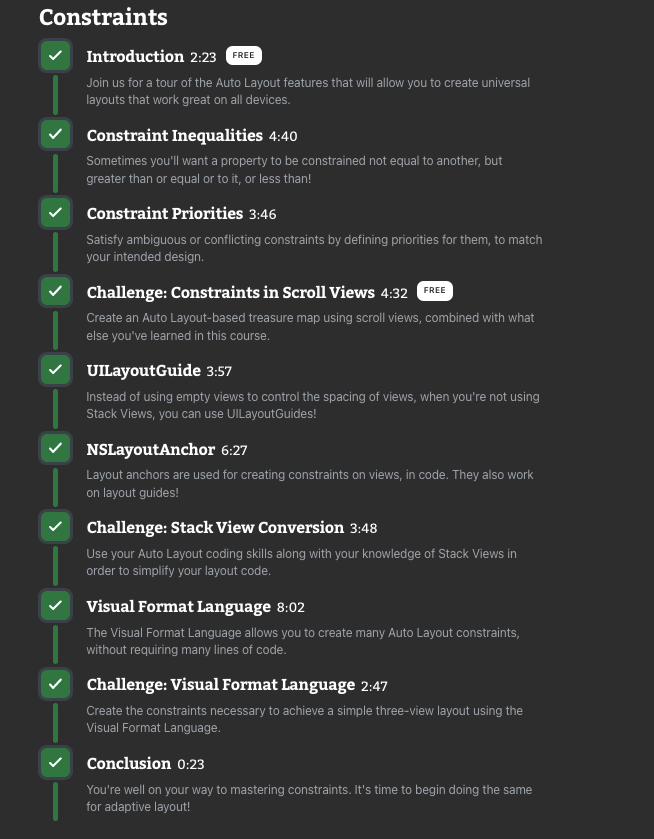 Constraints
Introduction 2:23 FREE
Join us for a tour of the Auto Layout features that will allow you to create universal
layouts that work great on all devices.
Constraint Inequalities 4:40
Sometimes you'll want a property to be constrained not equal to another, but
greater than or equal or to it, or less than!
Constraint Priorities 3:46
Satisfy ambiguous or conflicting constraints by defining priorities for them, to match
your intended design.
Challenge: Constraints in Scroll Views 4:32 FREE
Create an Auto Layout-based treasure map using scroll views, combined with what
else you've learned in this course.
UILayoutGuide 3:57
Instead of using empty views to control the spacing of views, when you're not using
Stack Views, you can use UILayoutGuides!
NSLayoutAnchor 6:27
Layout anchors are used for creating constraints on views, in code. They also work
on layout guides!
Challenge: Stack View Conversion 3:48
Use your Auto Layout coding skills along with your knowledge of Stack Views in
order to simplify your layout code.
Visual Format Language 8:02
The Visual Format Language allows you to create many Auto Layout constraints,
without requiring many lines of code.
Challenge: Visual Format Language 2:47
Create the constraints necessary to achieve a simple three-view layout using the
Visual Format Language.
Conclusion 0:23
You're well on your way to mastering constraints. It's time to begin doing the same
for adaptive layout!